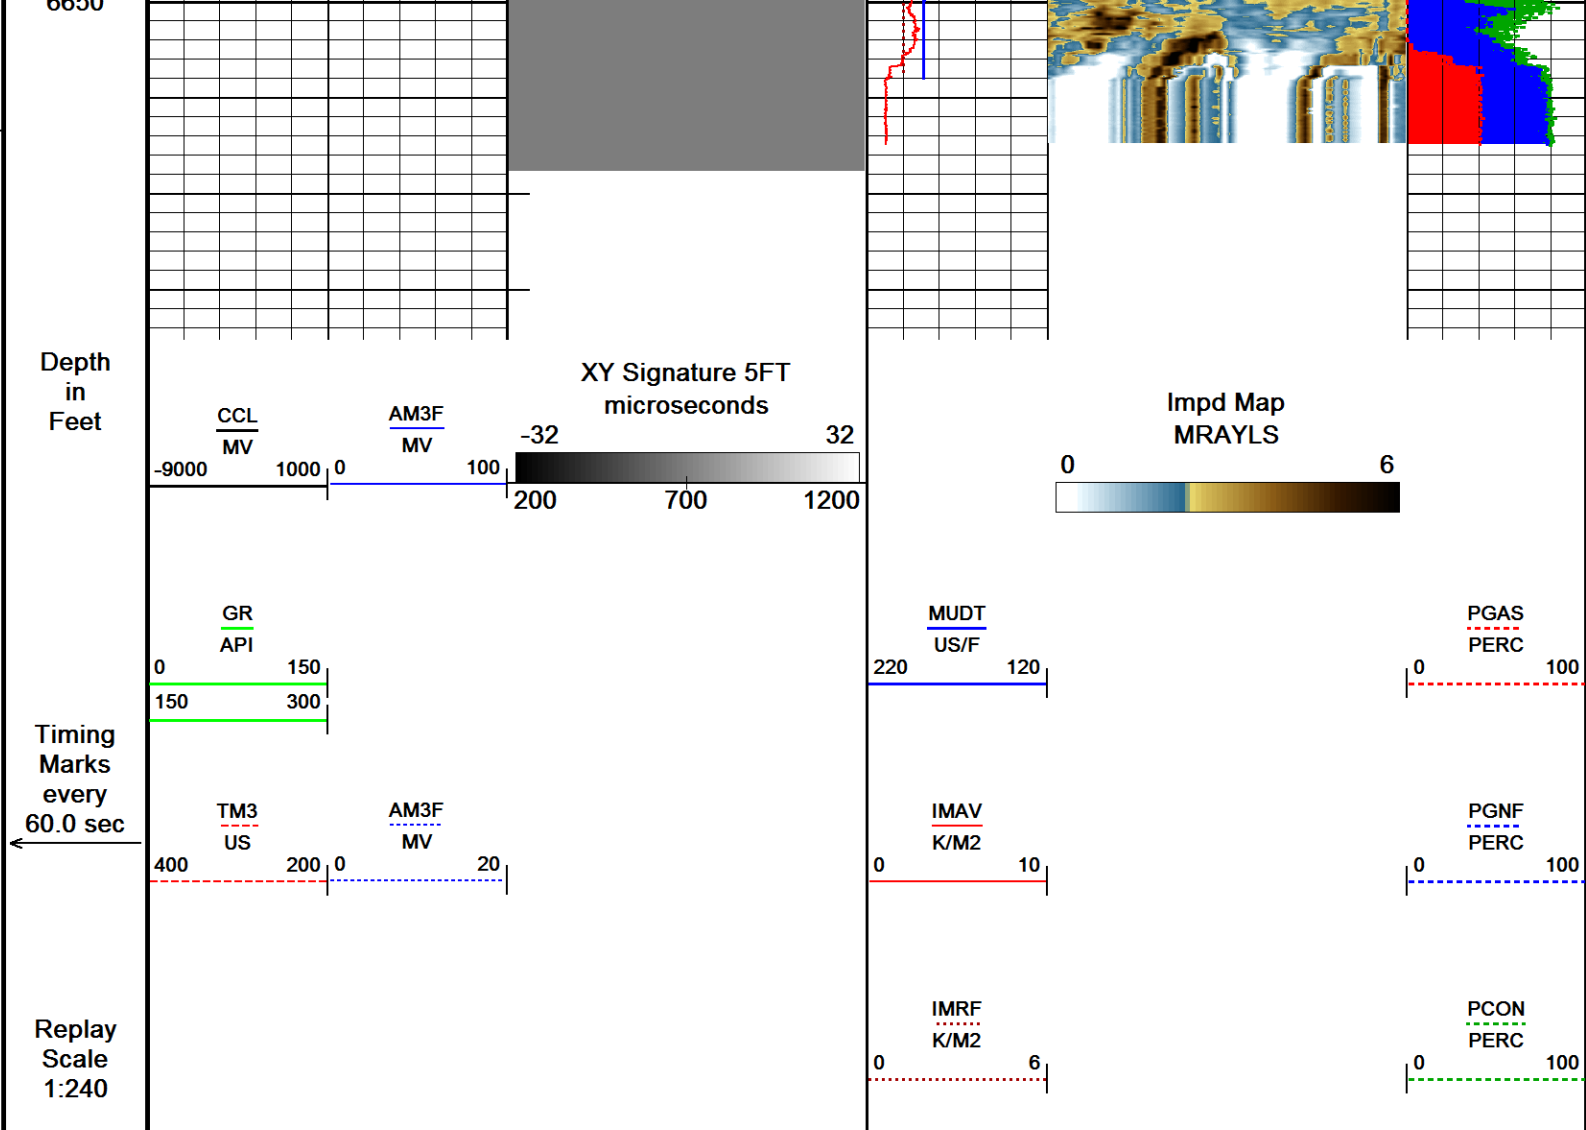 6650
Depth
in
Feet
CCL
MV
-9000 1000
AM3F
MV
0 100
XY Signature 5FT
microseconds
-32 32
200 700 1200
Impd Map
MRAYLS
0 6
GR
API
0 150
150 300
MUDT
US/F
220 120
PGAS
PERC
0 100
Timing
Marks
every
60.0 sec
TM3
US
400 200
AM3F
MV
0 20
IMAV
K/M2
0 10
PGNF
PERC
0 100
Replay
Scale
1:240
IMRF
K/M2
0 6
PCON
PERC
0 100